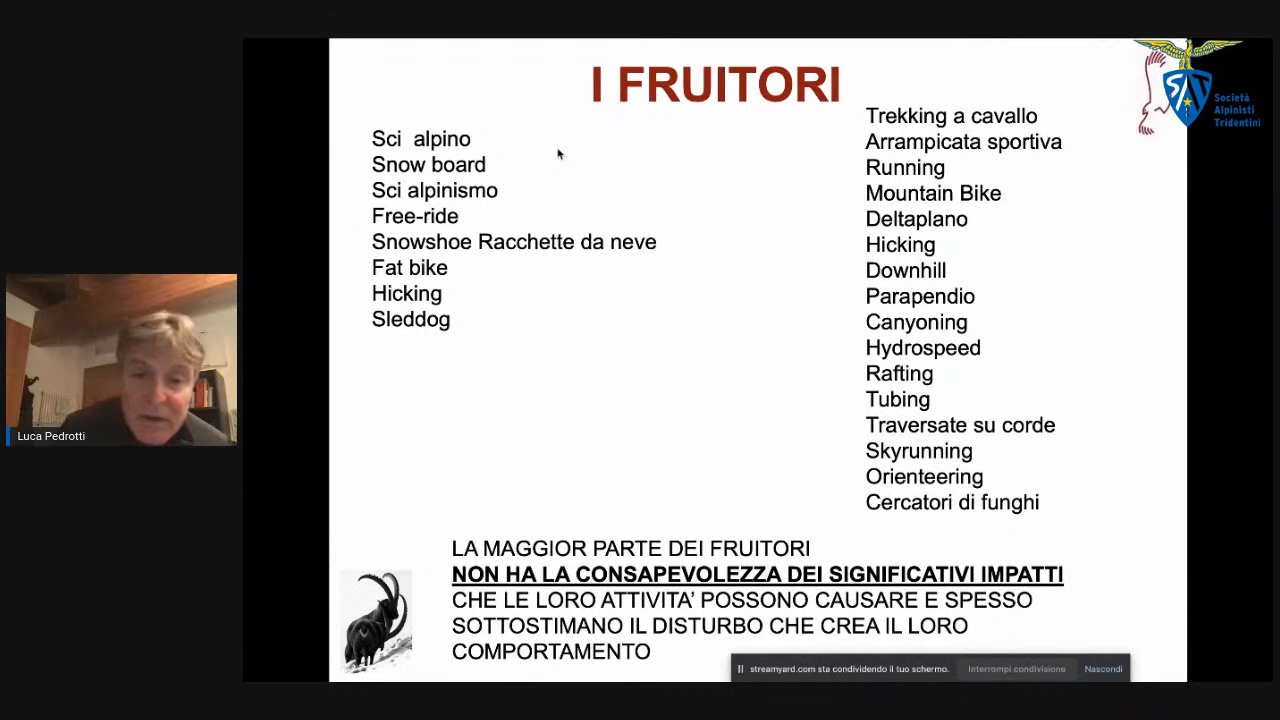 I FRUITORI
Sci alpino
Snow board
Sci alpinismo
Free-ride
Snowshoe Racchette da neve
Fat bike
Hicking
Sleddog
Trekking a cavallo
Arrampicata sportiva
Running
Mountain Bike
Deltaplano
Hicking
Downhill
Parapendio
Canyoning
Hydrospeed
Rafting
Tubing
Traversate su corde
Skyrunning
Orienteering
Cercatori di funghi
LA MAGGIOR PARTE DEI FRUITORI
NON HA LA CONSAPEVOLEZZA DEI SIGNIFICATIVI IMPATTI
CHE LE LORO ATTIVITA’ POSSONO CAUSARE E SPESSO
SOTTOSTIMANO IL DISTURBO CHE CREA IL LORO
COMPORTAMENTO
SAT
Società
Alpinisti
Tridentini
Luca Pedrotti
streamyard.com sta condividendo il tuo schermo.
Interrompi condivisione
Nascondi